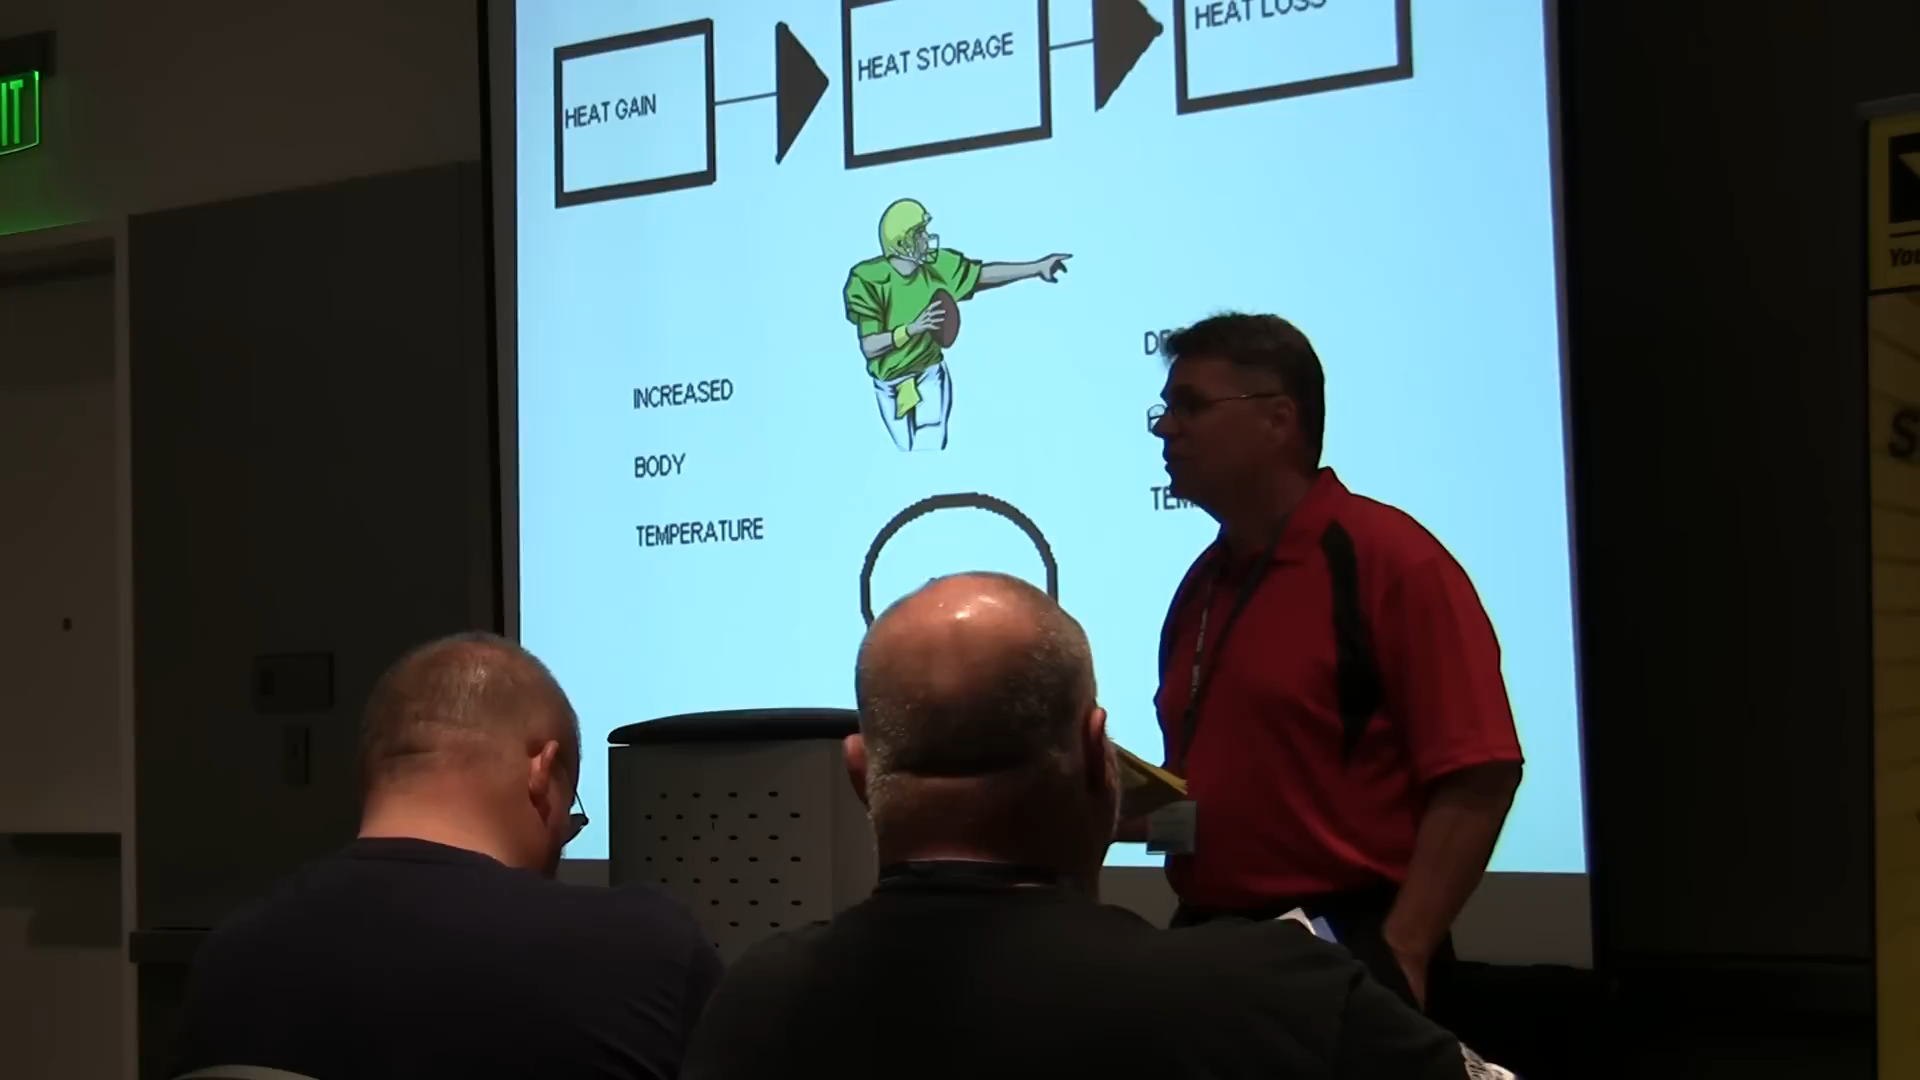 HEAT GAIN
HEAT STORAGE
HEAT LOSS
INCREASED
BODY
TEMPERATURE